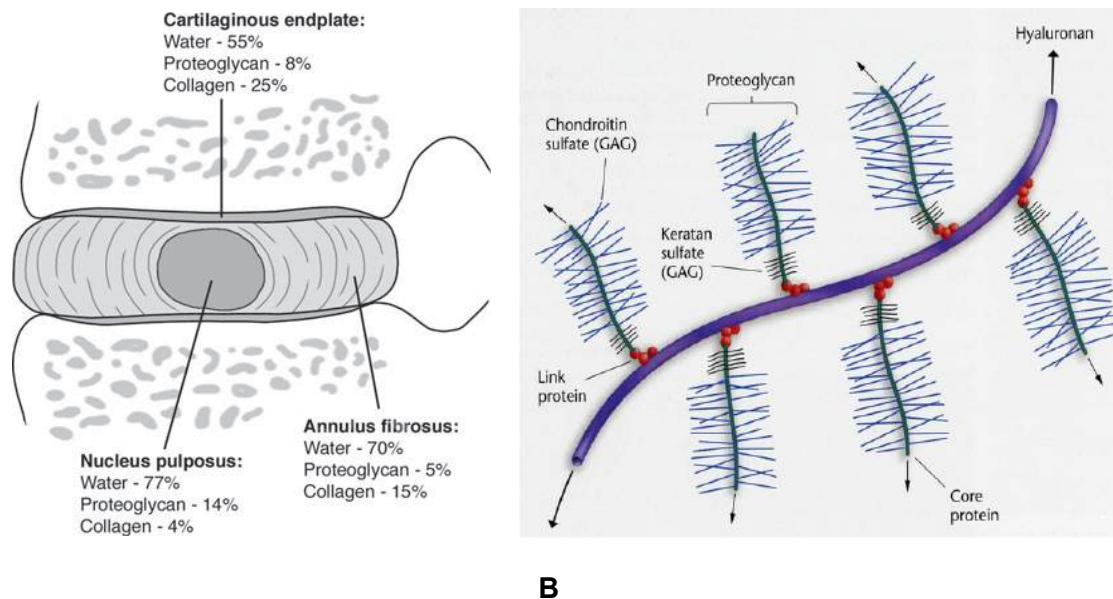 Cartilaginous endplate:
Water - 55%
Proteoglycan - 8%
Collagen - 25%
Nucleus pulposus:
Water - 77%
Proteoglycan - 14%
Collagen - 4%
Annulus fibrosus:
Water - 70%
Proteoglycan - 5%
Collagen - 15%
Hyaluronan
Proteoglycan
Chondroitin
sulfate (GAG)
Keratan
sulfate
(GAG)
Link
protein
Core
protein
B